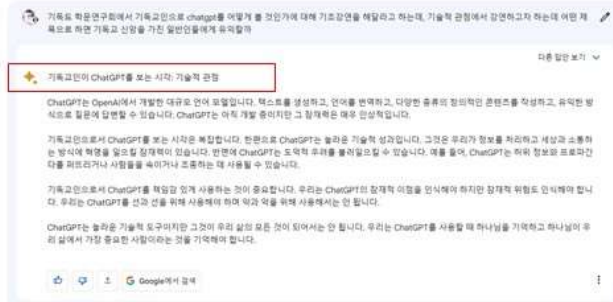 기독교 학문연구회에서 기독교인으로 chatgpt를 어떻게 볼 것인가에 대해 기조강연을 해달라고 하는데, 기술적 관점에서 강연하고자 하는데 어떤 제
목으로 하면 기독교 신앙을 가진 일반인들에게 유익할까
다른 답안 보기
기독교인이 ChatGPT를 보는 시각: 기술적 관점
ChatGPT는 OpenAI에서 개발한 대규모 언어 모델입니다. 텍스트를 생성하고, 언어를 번역하고, 다양한 종류의 창의적인 콘텐츠를 작성하고, 유익한 방
식으로 질문에 답변할 수 있습니다. ChatGPT는 아직 개발 중이지만 그 잠재력은 매우 인상적입니다.
기독교인으로서 ChatGPT를 보는 시각은 복잡합니다. 한편으로 ChatGPT는 놀라운 기술적 성과입니다. 그것은 우리가 정보를 처리하고 세상과 소통하
는 방식에 혁명을 일으킬 잠재력이 있습니다. 반면에 ChatGPT는 도덕적 우려를 불러일으킬 수 있습니다. 예를 들어, ChatGPT는 허위 정보와 프로파간
다를 퍼뜨리거나 사람들을 속이거나 조종하는 데 사용될 수 있습니다.
기독교인으로서 ChatGPT를 책임감 있게 사용하는 것이 중요합니다. 우리는 ChatGPT의 잠재적 이점을 인식해야 하지만 잠재적 위험도 인식해야 합니
다. 우리는 ChatGPT를 선과 선을 위해 사용해야 하며 악과 악을 위해 사용해서는 안 됩니다.
ChatGPT는 놀라운 기술적 도구이지만 그것이 우리 삶의 모든 것이 되어서는 안 됩니다. 우리는 ChatGPT를 사용할 때 하나님을 기억하고 하나님이 우
리 삶에서 가장 중요한 사람이라는 것을 기억해야 합니다.
Google에서 검색